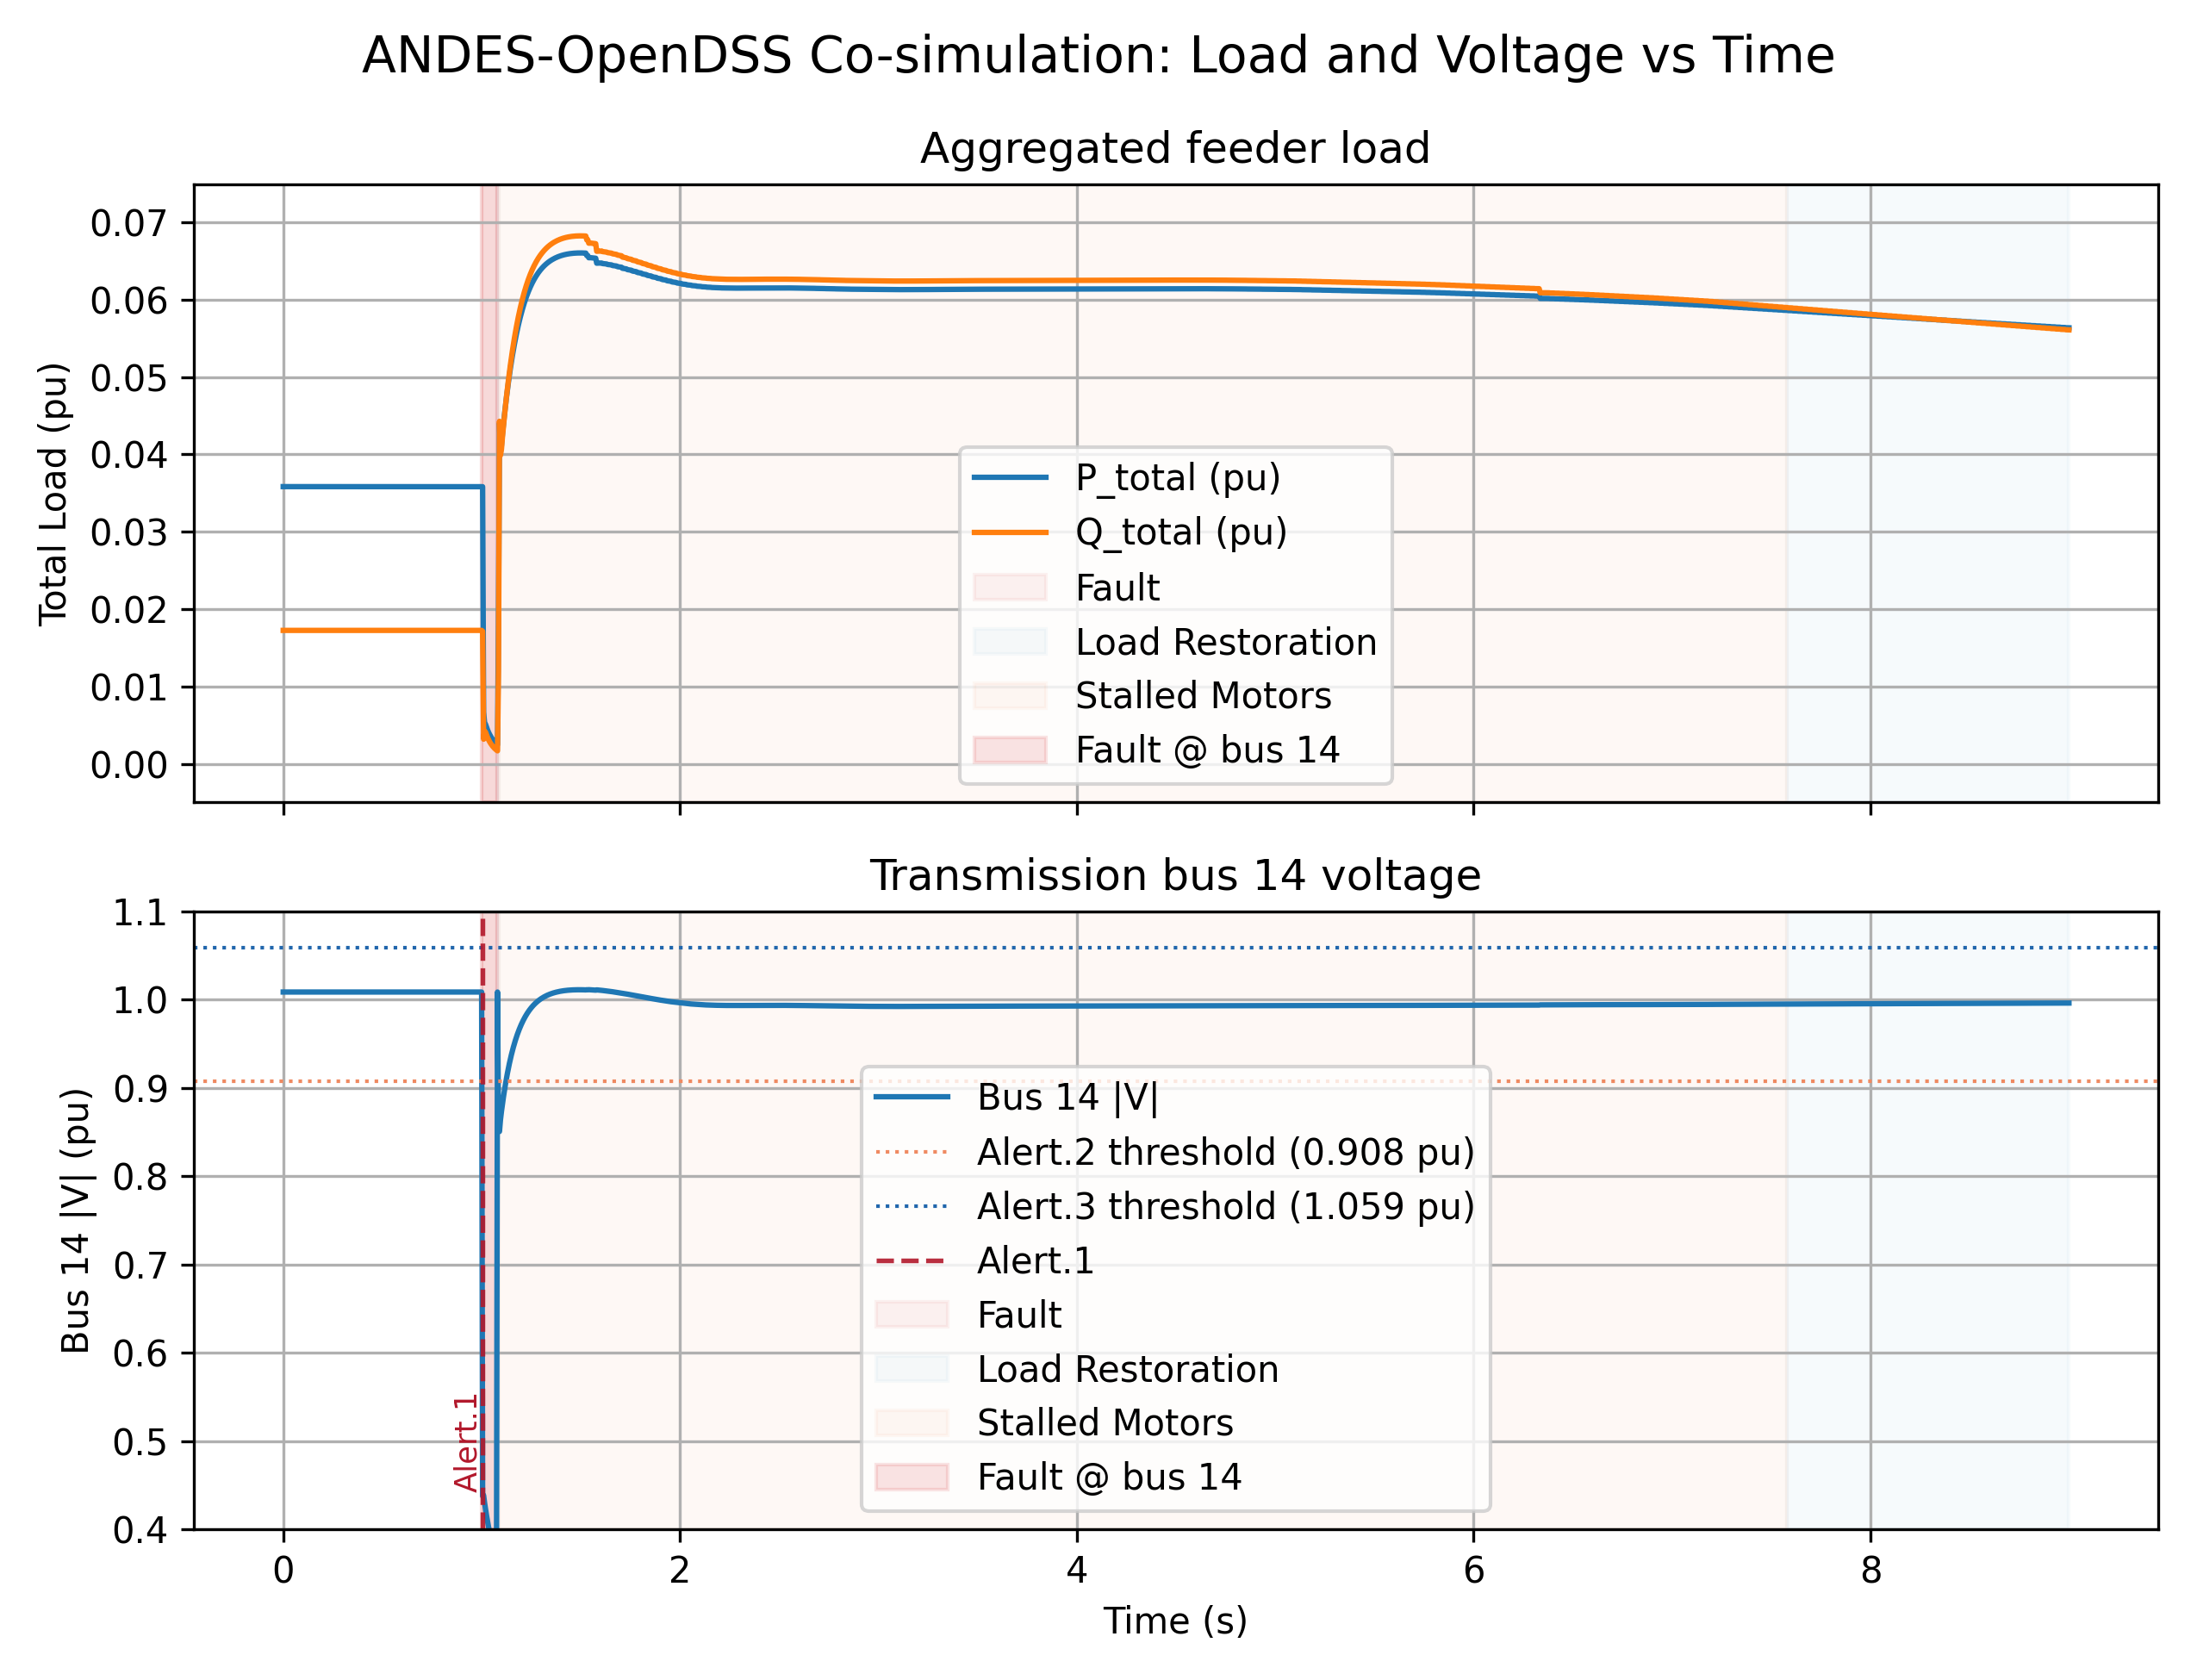 ANDES-OpenDSS Co-simulation: Load and Voltage vs Time
Aggregated feeder load
Total Load (pu)
0.07
0.06
0.05
0.04
0.03
0.02
0.01
0.00
P_total (pu)
Q_total (pu)
Fault
Load Restoration
Stalled Motors
Fault @ bus 14
Transmission bus 14 voltage
Bus 14 |V| (pu)
1.1
1.0
0.9
0.8
0.7
0.6
0.5
0.4
Alert.1
Bus 14 |V|
Alert.2 threshold (0.908 pu)
Alert.3 threshold (1.059 pu)
Alert.1
Fault
Load Restoration
Stalled Motors
Fault @ bus 14
0 2 4 6 8
Time (s)